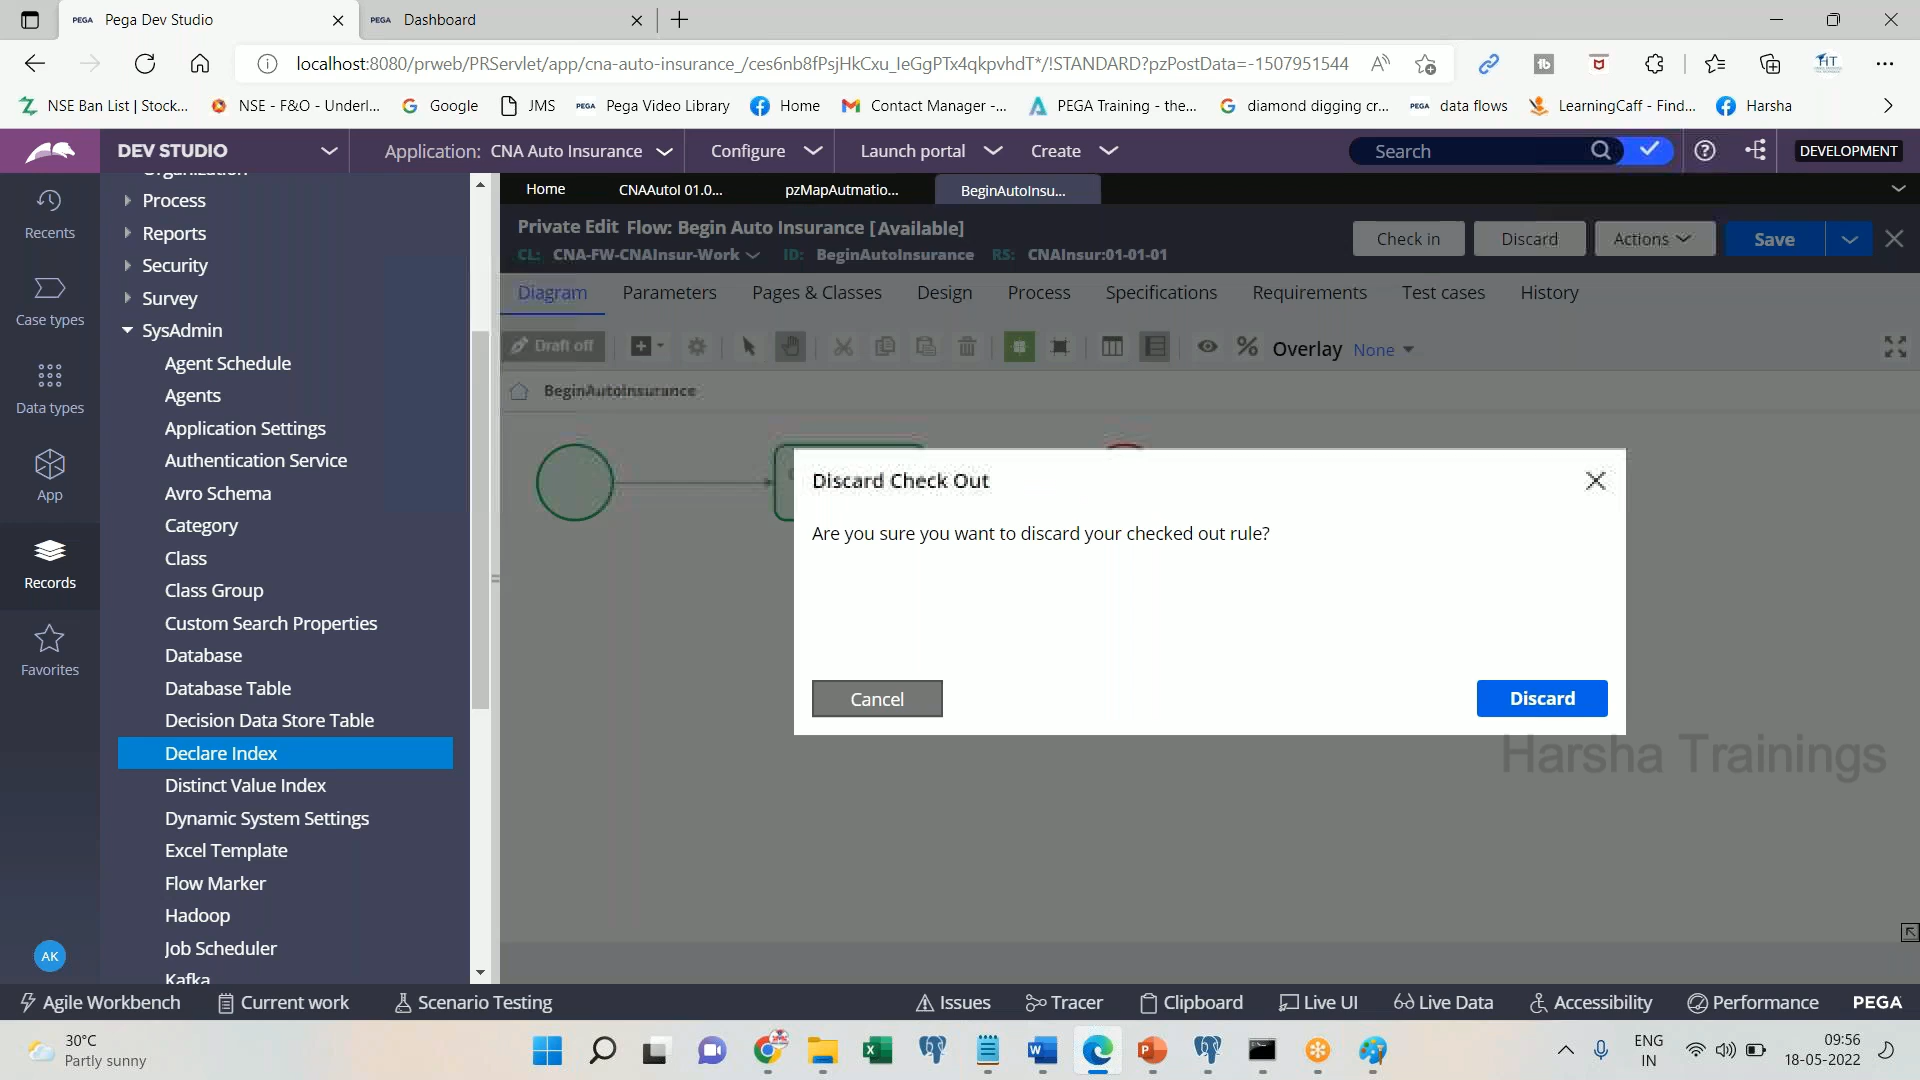 PEGA Pega Dev Studio
PEGA Dashboard
localhost:8080/prweb/PRServlet/app/cna-auto-insurance_/ces6nb8fPsjHkCxu_IeGgPTx4qkpvhdT*/!STANDARD?pzPostData=-1507951544
NSE Ban List | Stock...
NSE - F&O - Underl...
Google
JMS
PEGA Pega Video Library
Home
Contact Manager -...
PEGA Training - the...
diamond digging cr...
PEGA data flows
LearningCaff - Find...
Harsha
DEV STUDIO
Application: CNA Auto Insurance
Configure
Launch portal
Create
Search
DEVELOPMENT
Recents
Case types
Data types
App
Records
Favorites
AK
Organization
Process
Reports
Security
Survey
SysAdmin
Agent Schedule
Agents
Application Settings
Authentication Service
Avro Schema
Category
Class
Class Group
Custom Search Properties
Database
Database Table
Decision Data Store Table
Declare Index
Distinct Value Index
Dynamic System Settings
Excel Template
Flow Marker
Hadoop
Job Scheduler
Kafka
Home
CNAAutoI 01.0...
pzMapAutmatio...
BeginAutoInsu...
Private Edit Flow: Begin Auto Insurance [Available]
CL: CNA-FW-CNAInsur-Work ID: BeginAutoInsurance RS: CNAInsur:01-01-01
Check in
Discard
Actions
Save
Diagram
Parameters
Pages & Classes
Design
Process
Specifications
Requirements
Test cases
History
Draft off
Overlay None
BeginAutoInsurance
Discard Check Out
Are you sure you want to discard your checked out rule?
Cancel
Discard
Harsha Trainings
Agile Workbench
Current work
Scenario Testing
Issues
Tracer
Clipboard
Live UI
Live Data
Accessibility
Performance
PEGA
30°C
Partly sunny
ENG
IN
09:56
18-05-2022